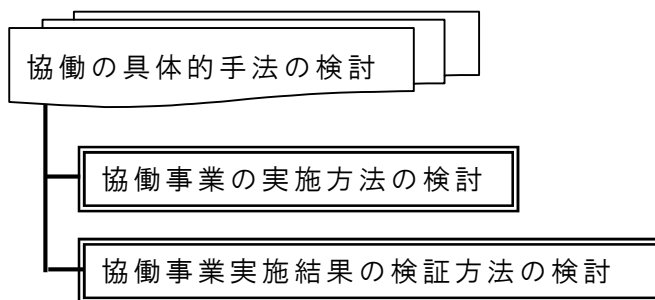 協働の具体的手法の検討
協働事業の実施方法の検討
協働事業実施結果の検証方法の検討